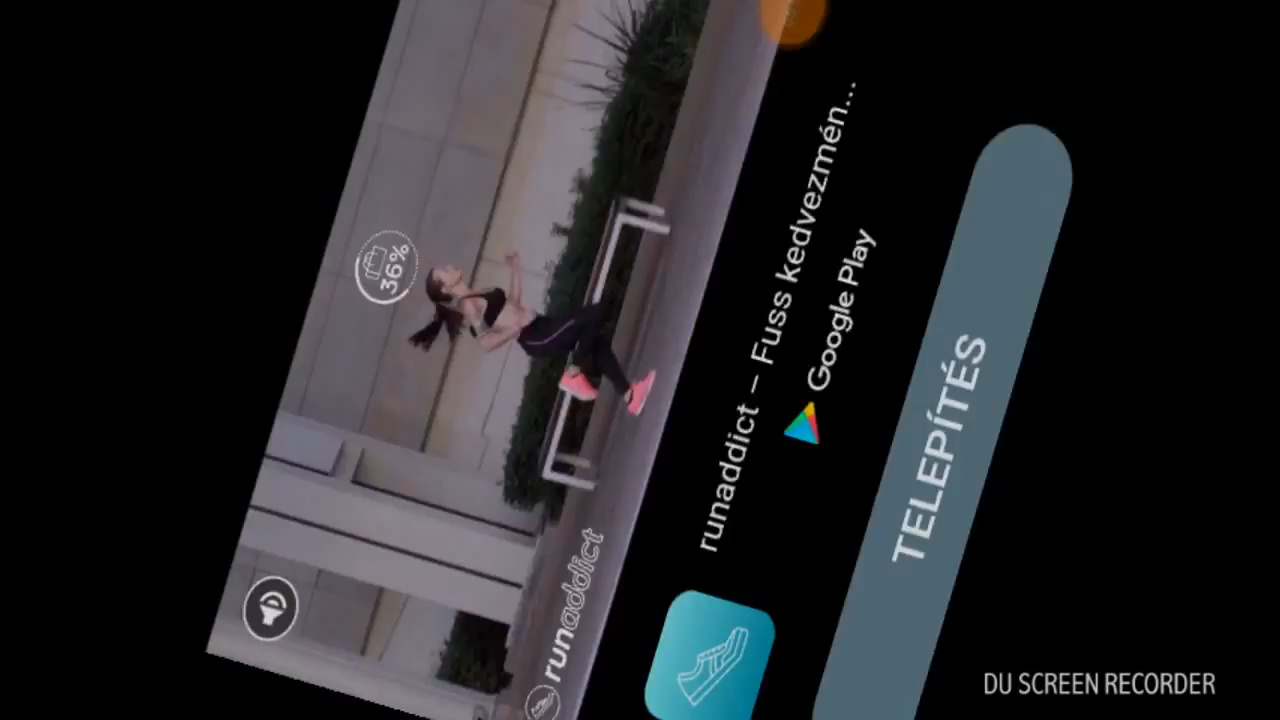 36%
runaddict
runaddict – Fuss kedvezmén...
Google Play
TELEPÍTÉS
DU SCREEN RECORDER